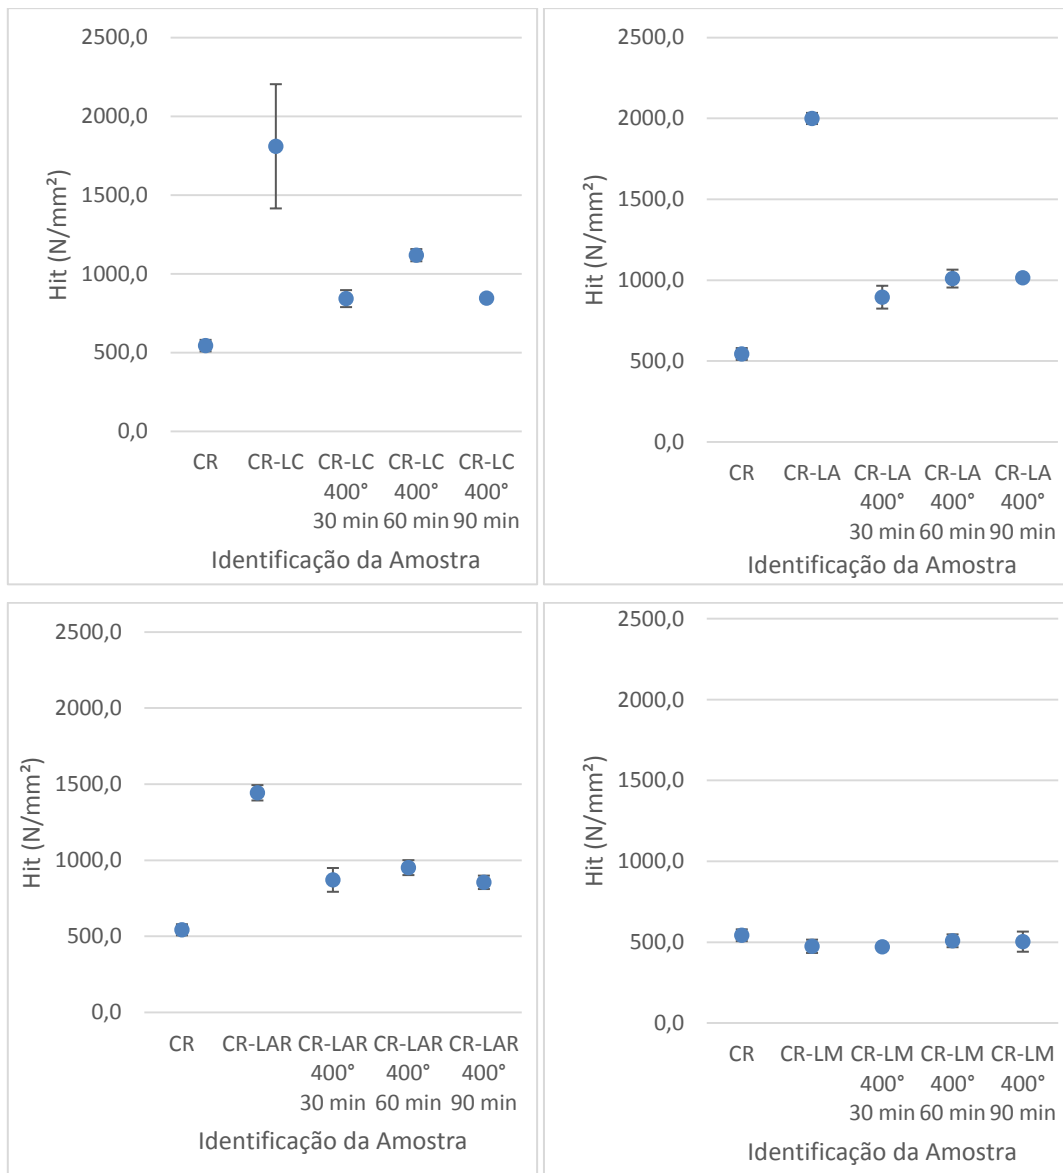 2500,0
2000,0
1500,0
1000,0
500,0
0,0
Hit (N/mm²)
CR CR-LC CR-LC CR-LC CR-LC
400° 400° 400°
30 min 60 min 90 min
Identificação da Amostra
2500,0
2000,0
1500,0
1000,0
500,0
0,0
Hit (N/mm²)
CR CR-LA CR-LA CR-LA CR-LA
400° 400° 400°
30 min 60 min 90 min
Identificação da Amostra
2500,0
2000,0
1500,0
1000,0
500,0
0,0
Hit (N/mm²)
CR CR-LAR CR-LAR CR-LAR CR-LAR
400° 400° 400°
30 min 60 min 90 min
Identificação da Amostra
2500,0
2000,0
1500,0
1000,0
500,0
0,0
Hit (N/mm²)
CR CR-LM CR-LM CR-LM CR-LM
400° 400° 400°
30 min 60 min 90 min
Identificação da Amostra